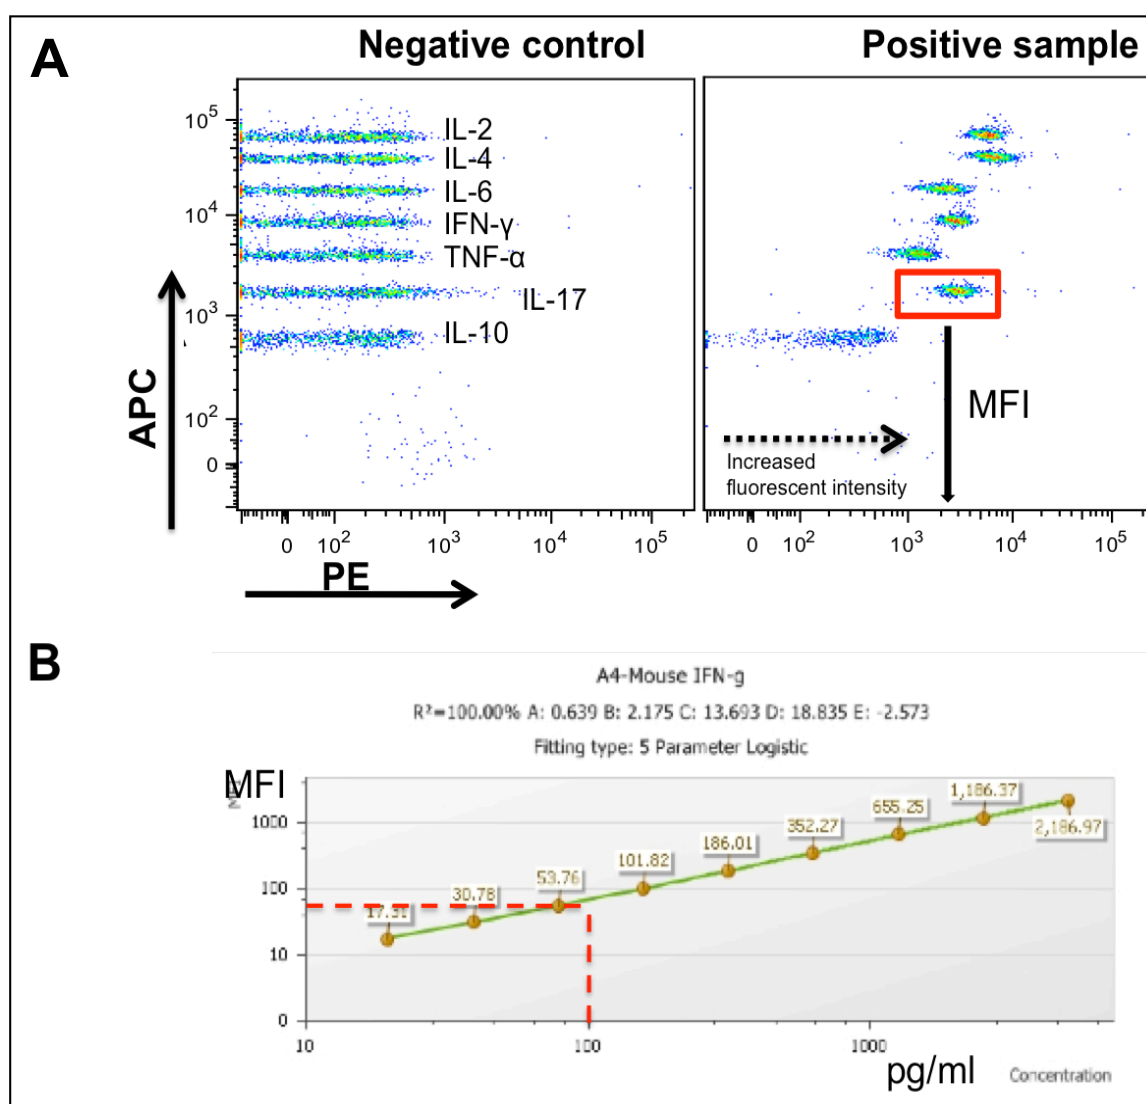 A
Negative control
Positive sample
10^5
10^4
10^3
10^2
0
APC
IL-2
IL-4
IL-6
IFN-γ
TNF-α
IL-17
IL-10
0 10^2 10^3 10^4 10^5
PE
MFI
Increased
fluorescent intensity
0 10^2 10^3 10^4 10^5
B
A4-Mouse IFN-g
R²=100.00% A: 0.639 B: 2.175 C: 13.693 D: 18.835 E: -2.573
Fitting type: 5 Parameter Logistic
MFI
1000
100
10
0
17.31
30.78
53.76
101.82
186.01
352.27
655.25
1,186.37
2,186.97
10 100 1000
pg/ml Concentration